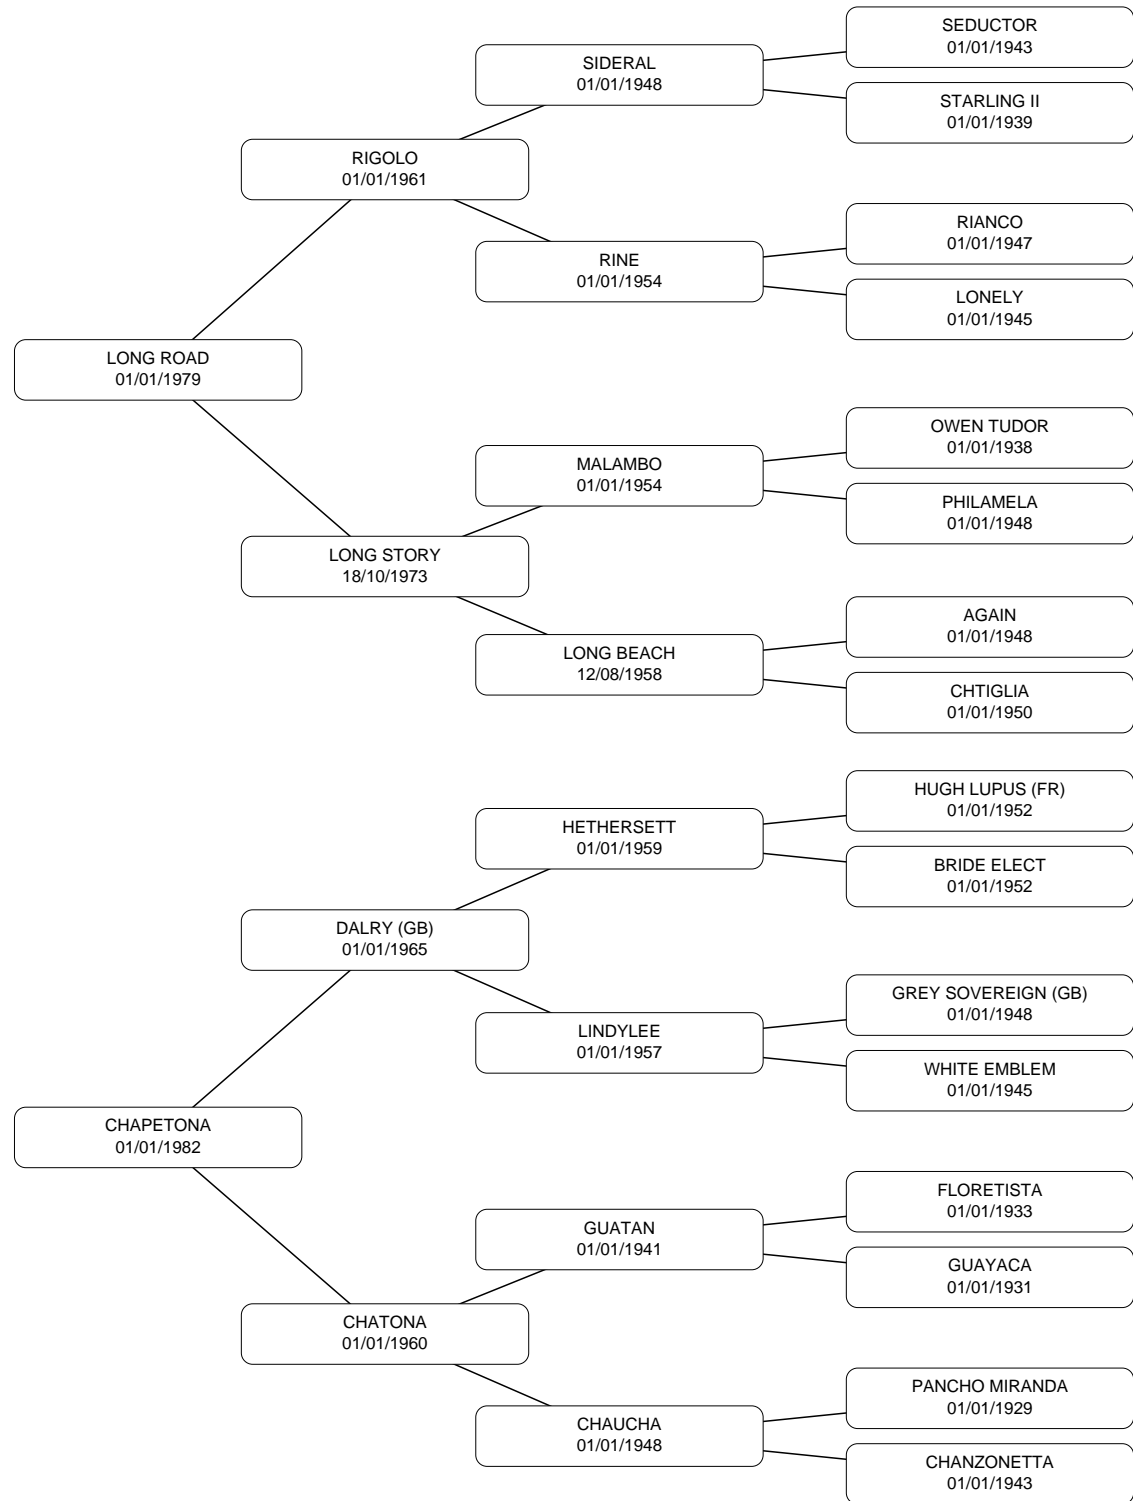 SEDUCTOR
01/01/1943
SIDERAL
01/01/1948
STARLING II
01/01/1939
RIGOLO
01/01/1961
RIANCO
01/01/1947
RINE
01/01/1954
LONELY
01/01/1945
LONG ROAD
01/01/1979
OWEN TUDOR
01/01/1938
MALAMBO
01/01/1954
PHILAMELA
01/01/1948
LONG STORY
18/10/1973
AGAIN
01/01/1948
LONG BEACH
12/08/1958
CHTIGLIA
01/01/1950
HUGH LUPUS (FR)
01/01/1952
HETHERSETT
01/01/1959
BRIDE ELECT
01/01/1952
DALRY (GB)
01/01/1965
GREY SOVEREIGN (GB)
01/01/1948
LINDYLEE
01/01/1957
WHITE EMBLEM
01/01/1945
CHAPETONA
01/01/1982
FLORETISTA
01/01/1933
GUATAN
01/01/1941
GUAYACA
01/01/1931
CHATONA
01/01/1960
PANCHO MIRANDA
01/01/1929
CHAUCHA
01/01/1948
CHANZONETTA
01/01/1943